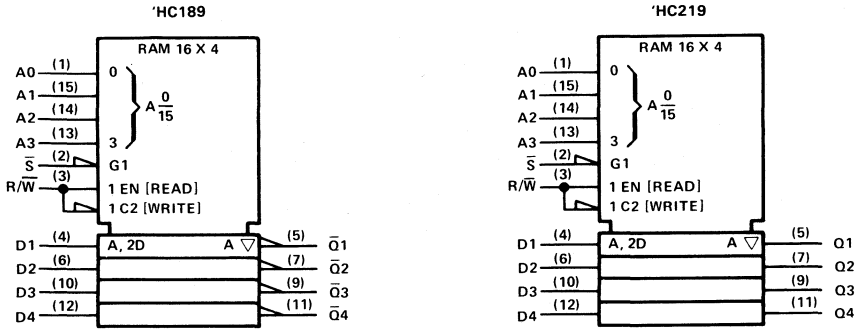 'HC189
RAM 16 X 4
A0 (1) 0
A1 (15)
A2 (14) A 0/15
A3 (13) 3
S̅ (2) G1
R/W̅ (3) 1 EN [READ]
1 C2 [WRITE]
D1 (4) A, 2D A ▽ (5) Q̅1
D2 (6) (7) Q̅2
D3 (10) (9) Q̅3
D4 (12) (11) Q̅4
'HC219
RAM 16 X 4
A0 (1) 0
A1 (15)
A2 (14) A 0/15
A3 (13) 3
S̅ (2) G1
R/W̅ (3) 1 EN [READ]
1 C2 [WRITE]
D1 (4) A, 2D A ▽ (5) Q1
D2 (6) (7) Q2
D3 (10) (9) Q3
D4 (12) (11) Q4